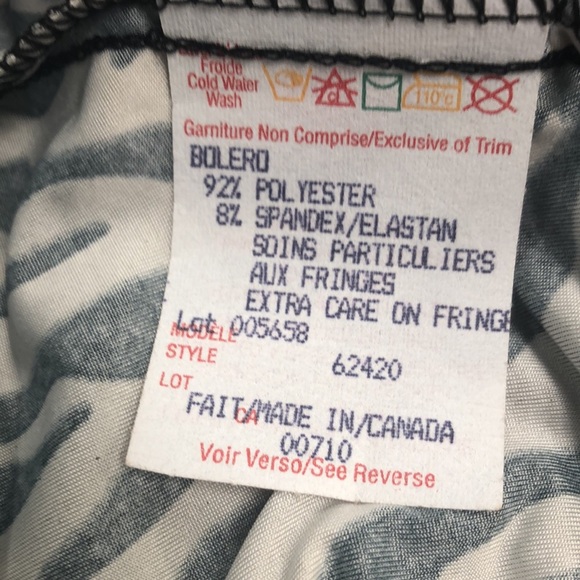 Froide
Cold Water
Wash
cl
110°c
Garniture Non Comprise/Exclusive of Trim
BOLERO
92% POLYESTER
8% SPANDEX/ELASTAN
SOINS PARTICULIERS
AUX FRINGES
EXTRA CARE ON FRINGE
Lot 005658
MODELE
STYLE 62420
LOT
FAIT/MADE IN/CANADA
CA
00710
Voir Verso/See Reverse